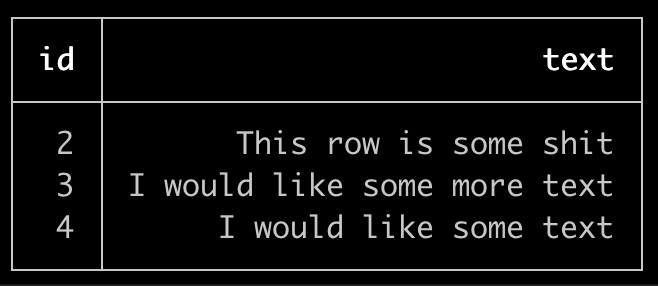 id text
2 This row is some shit
3 I would like some more text
4 I would like some text